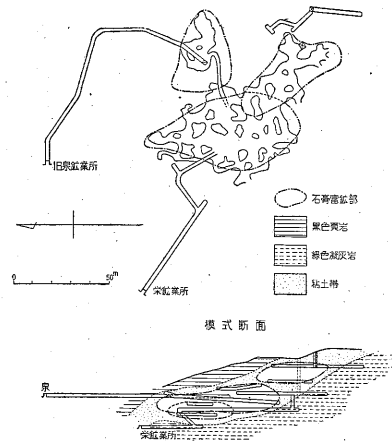 旧泉鉱業所
石膏富鉱部
黒色頁岩
緑色凝灰岩
粘土帯
0 50m
栄鉱業所
模式断面
泉
栄鉱業所